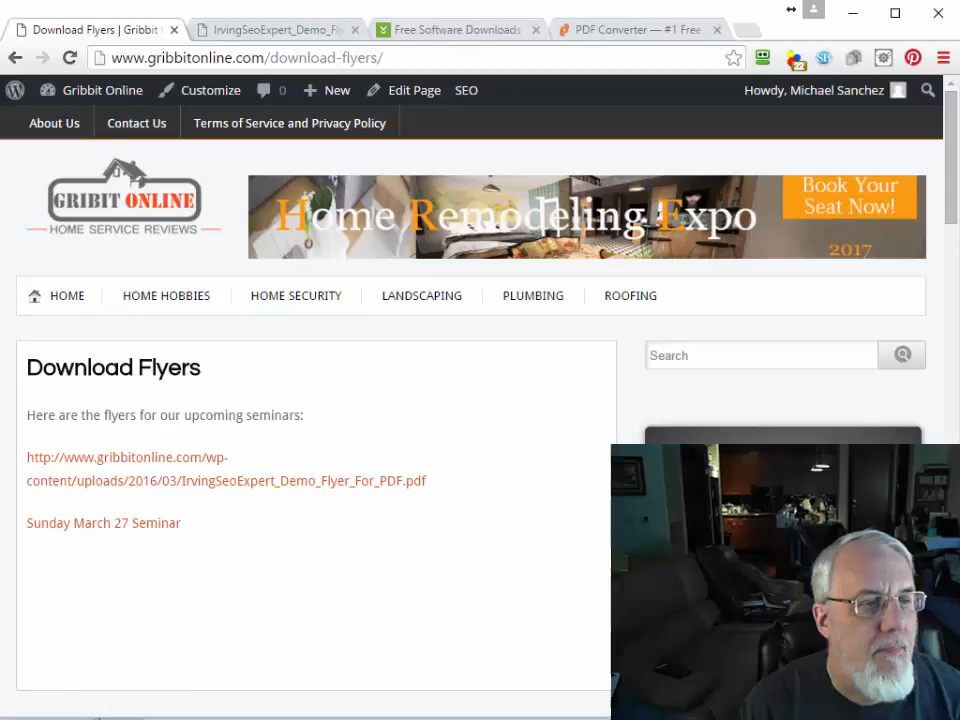 Download Flyers | Gribbit
IrvingSeoExpert_Demo_Fly
Free Software Downloads
PDF Converter — #1 Free
www.gribbitonline.com/download-flyers/
22
Gribbit Online
Customize
0
New
Edit Page
SEO
Howdy, Michael Sanchez
About Us
Contact Us
Terms of Service and Privacy Policy
GRIBIT ONLINE
HOME SERVICE REVIEWS
Home Remodeling Expo
Book Your
Seat Now!
2017
HOME
HOME HOBBIES
HOME SECURITY
LANDSCAPING
PLUMBING
ROOFING
Download Flyers
Search
Here are the flyers for our upcoming seminars:
http://www.gribbitonline.com/wp-
content/uploads/2016/03/IrvingSeoExpert_Demo_Flyer_For_PDF.pdf
Sunday March 27 Seminar